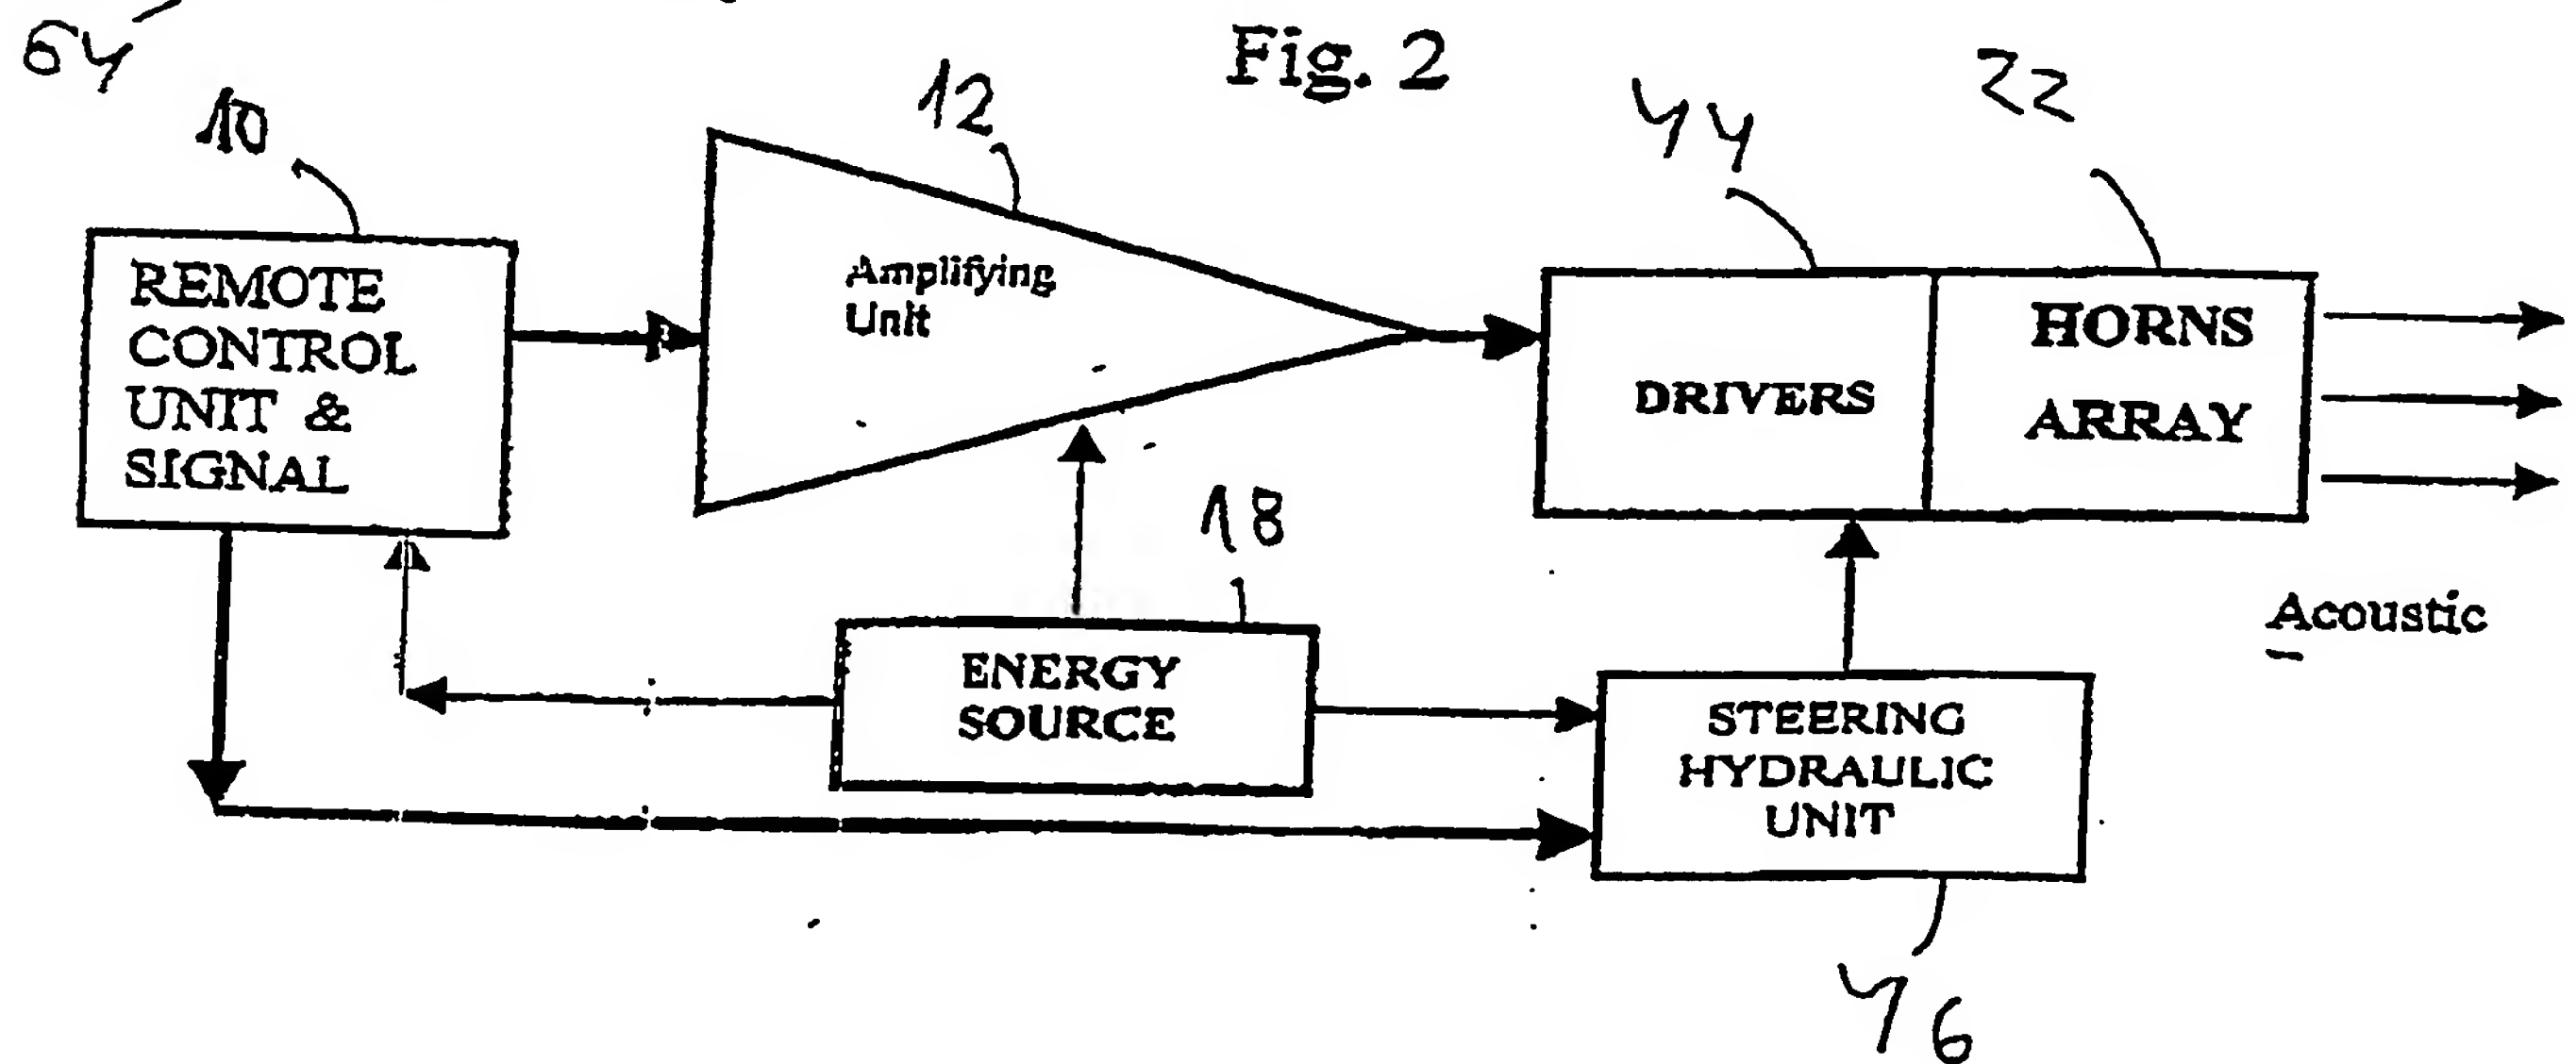 64
Fig. 2
10
12
44
22
REMOTE
CONTROL
UNIT &
SIGNAL
Amplifying
Unit
DRIVERS
HORNS
ARRAY
18
ENERGY
SOURCE
Acoustic
STEERING
HYDRAULIC
UNIT
46